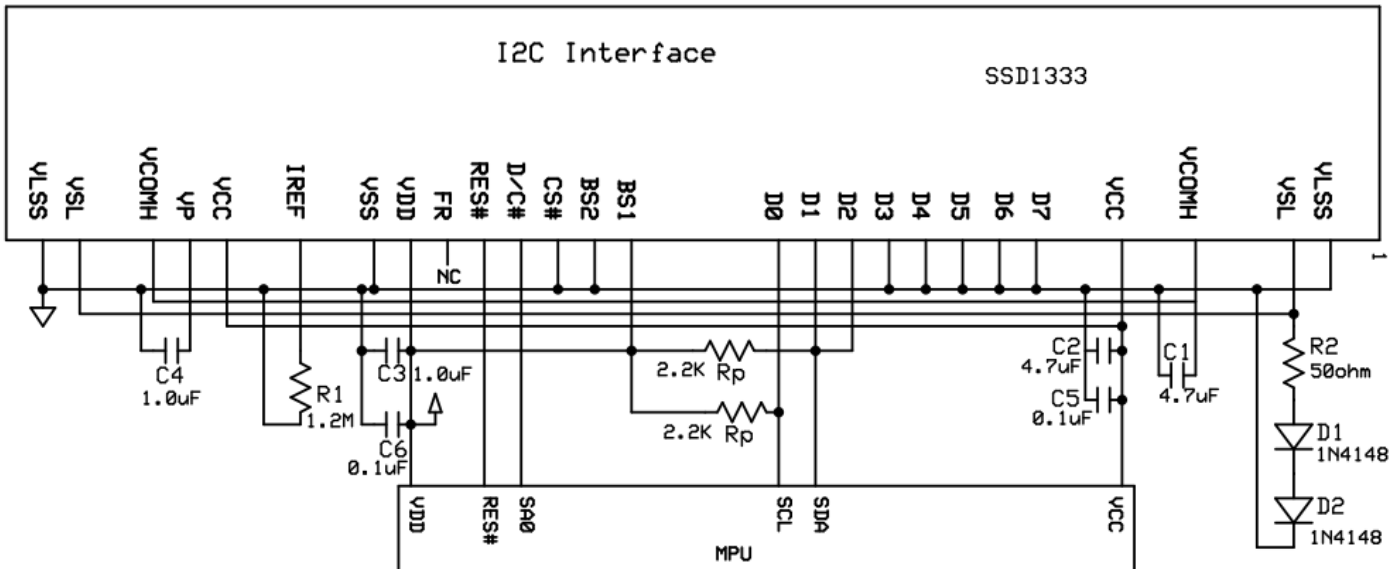 I2C Interface
SSD1333
VLSS
VSL
VCOMH
VP
VCC
IREF
VSS
VDD
FR
RES#
D/C#
CS#
BS2
BS1
D0
D1
D2
D3
D4
D5
D6
D7
VCC
VCOMH
VSL
VLSS
1
NC
C4
1.0uF
R1
1.2M
C3
1.0uF
C6
0.1uF
2.2K Rp
2.2K Rp
C2
4.7uF
C5
0.1uF
C1
4.7uF
R2
50ohm
D1
1N4148
D2
1N4148
VDD
RES#
SA0
SCL
SDA
VCC
MPU